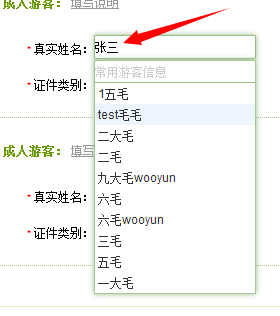 成人游客： 填写说明
*真实姓名：张三
常用游客信息
*证件类别：
1五毛
test毛毛
二大毛
二毛
成人游客： 填写
九大毛wooyun
*真实姓名：
六毛
六毛wooyun
*证件类别：
三毛
五毛
一大毛